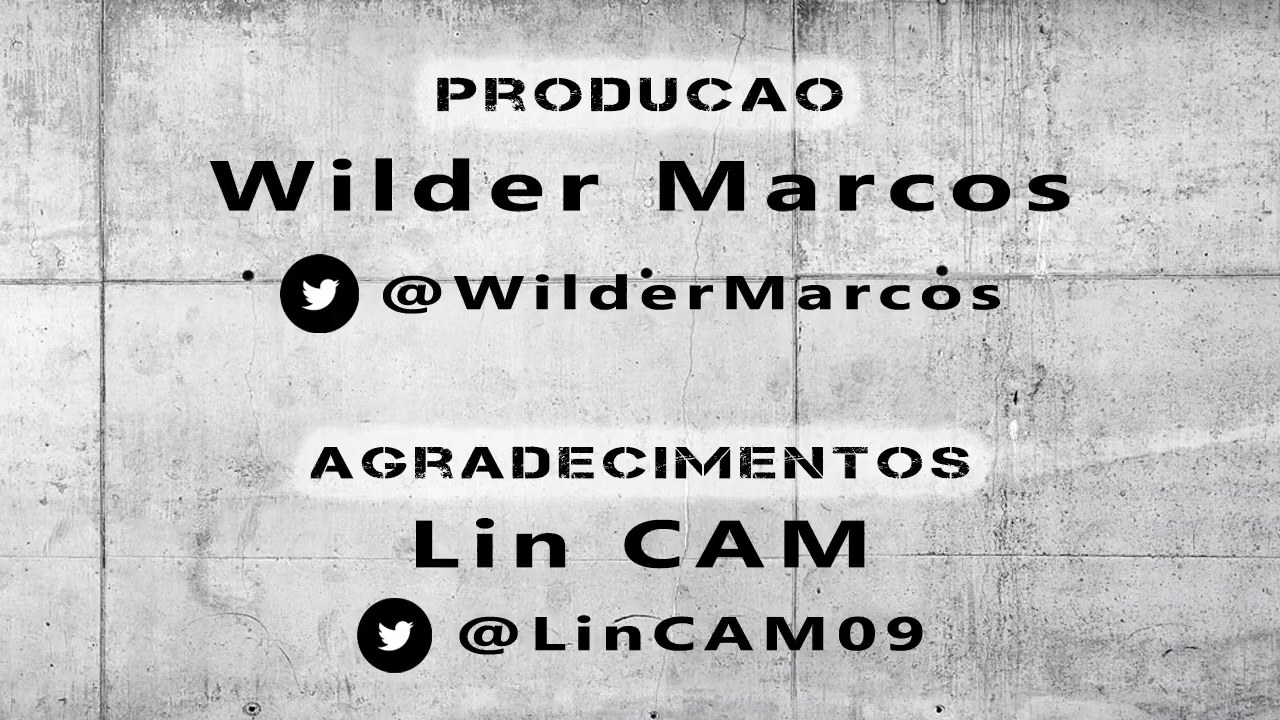 PRODUCAO
Wilder Marcos
@WilderMarcos
AGRADECIMENTOS
Lin CAM
@LinCAM09